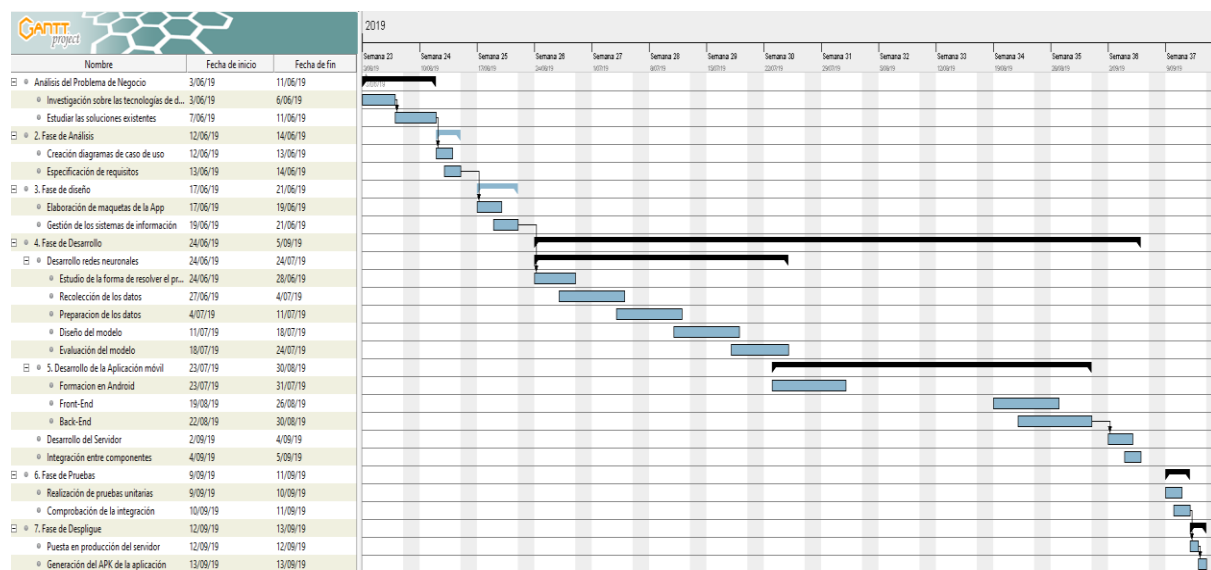 GANTT
project
2019
Semana 23 Semana 24 Semana 25 Semana 26 Semana 27 Semana 28 Semana 29 Semana 30 Semana 31 Semana 32 Semana 33 Semana 34 Semana 35 Semana 36 Semana 37
Nombre Fecha de inicio Fecha de fin
Análisis del Problema de Negocio 3/06/19 11/06/19
Investigación sobre las tecnologías de d... 3/06/19 6/06/19
Estudiar las soluciones existentes 7/06/19 11/06/19
2. Fase de Análisis 12/06/19 14/06/19
Creación diagramas de caso de uso 12/06/19 13/06/19
Especificación de requisitos 13/06/19 14/06/19
3. Fase de diseño 17/06/19 21/06/19
Elaboración de maquetas de la App 17/06/19 19/06/19
Gestión de los sistemas de información 19/06/19 21/06/19
4. Fase de Desarrollo 24/06/19 5/09/19
Desarrollo redes neuronales 24/06/19 24/07/19
Estudio de la forma de resolver el pr... 24/06/19 28/06/19
Recolección de los datos 27/06/19 4/07/19
Preparacion de los datos 4/07/19 11/07/19
Diseño del modelo 11/07/19 18/07/19
Evaluación del modelo 18/07/19 24/07/19
5. Desarrollo de la Aplicación móvil 23/07/19 30/08/19
Formacion en Android 23/07/19 31/07/19
Front-End 19/08/19 26/08/19
Back-End 22/08/19 30/08/19
Desarrollo del Servidor 2/09/19 4/09/19
Integración entre componentes 4/09/19 5/09/19
6. Fase de Pruebas 9/09/19 11/09/19
Realización de pruebas unitarias 9/09/19 10/09/19
Comprobación de la integración 10/09/19 11/09/19
7. Fase de Despligue 12/09/19 13/09/19
Puesta en producción del servidor 12/09/19 12/09/19
Generación del APK de la aplicación 13/09/19 13/09/19